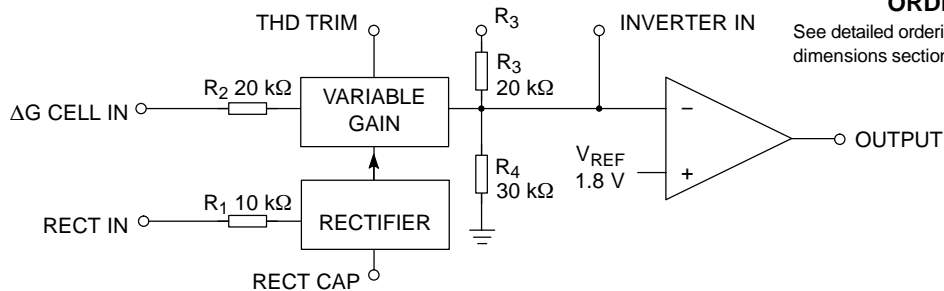 ORD
See detailed orderi
dimensions section
THD TRIM
R3
INVERTER IN
R3
20 kΩ
R2 20 kΩ
VARIABLE
GAIN
ΔG CELL IN
−
OUTPUT
VREF
1.8 V
+
R4
30 kΩ
R1 10 kΩ
RECTIFIER
RECT IN
RECT CAP